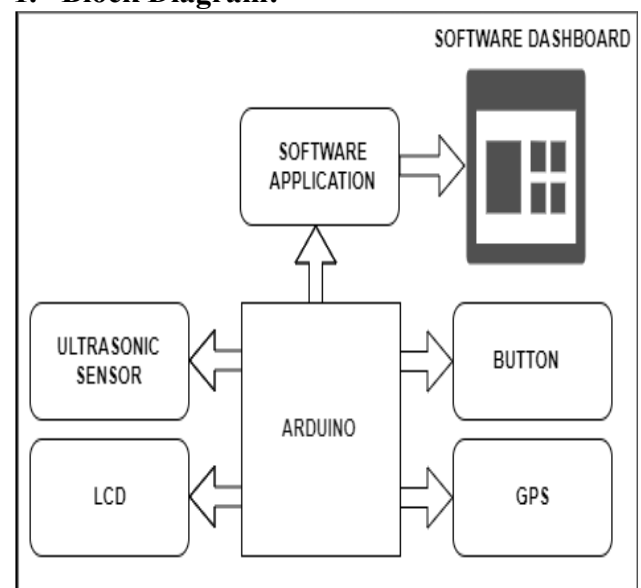 1. Block Diagram:
SOFTWARE DASHBOARD
SOFTWARE
APPLICATION
ULTRASONIC
SENSOR
BUTTON
ARDUINO
LCD
GPS